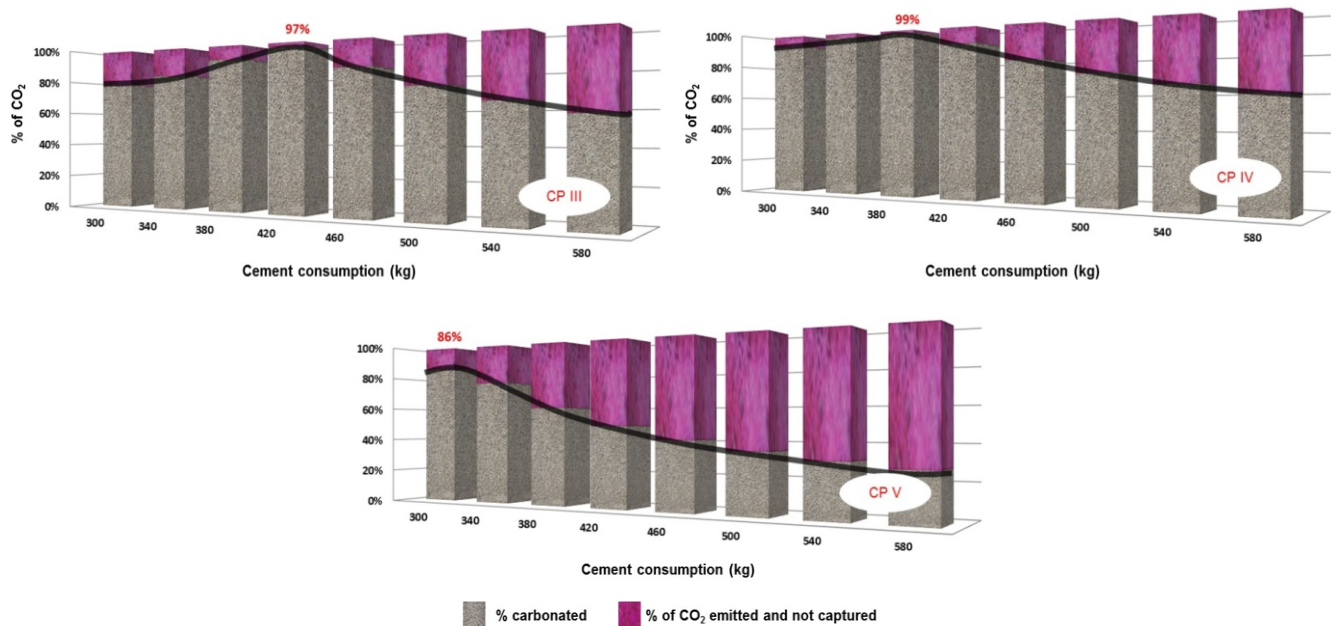 97%
100%
80%
60%
40%
20%
0%
% of CO₂
CP III
300 340 380 420 460 500 540 580
Cement consumption (kg)
99%
100%
80%
60%
40%
20%
0%
% of CO₂
CP IV
300 340 380 420 460 500 540 580
Cement consumption (kg)
86%
100%
80%
60%
40%
20%
0%
CP V
300 340 380 420 460 500 540 580
Cement consumption (kg)
% carbonated
% of CO₂ emitted and not captured